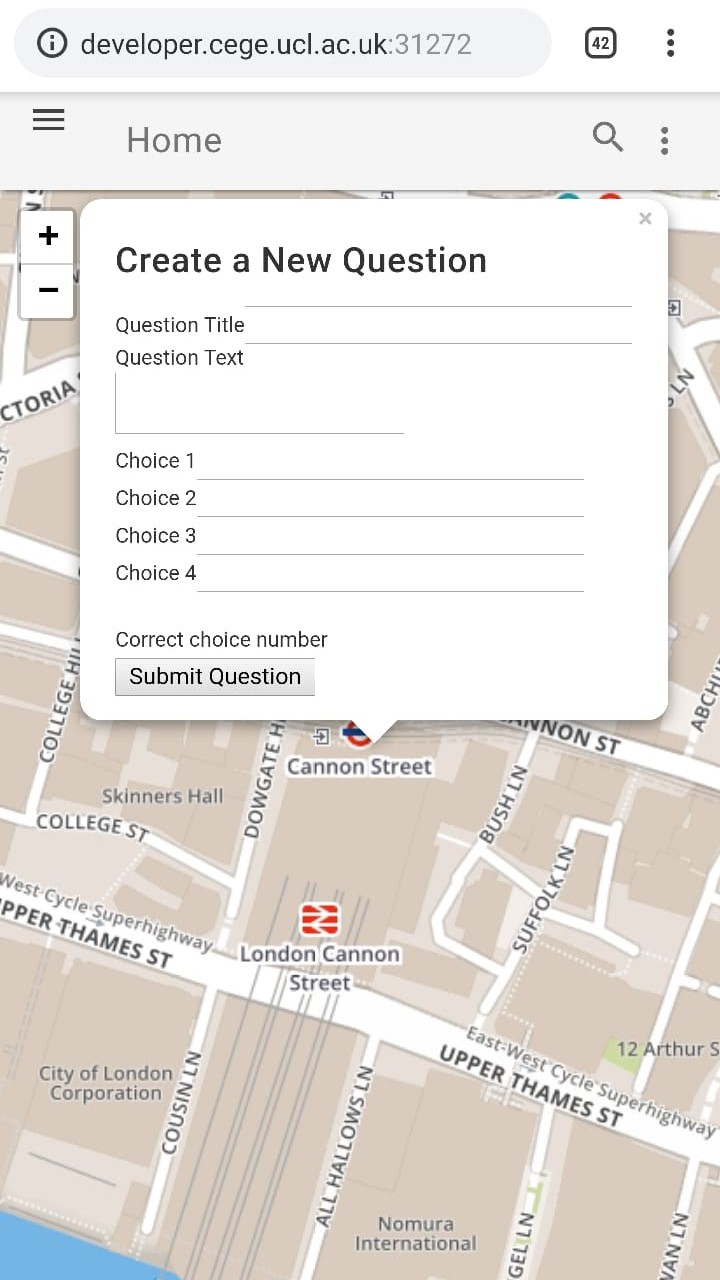 developer.cege.ucl.ac.uk:31272
42
Home
+
−
×
Create a New Question
Question Title
Question Text
Choice 1
Choice 2
Choice 3
Choice 4
Correct choice number
Submit Question
LN
COLLEGE HILL
CANNON ST
Cannon Street
Skinners Hall
DOWGATE
COLLEGE ST
BUSH LN
SUFFOLK LN
West Cycle Superhighway
UPPER THAMES ST
London Cannon
Street
12 Arthur S
East-West Cycle Superhighway
UPPER THAMES ST
City of London
Corporation
COUSIN LN
ALL HALLOWS LN
Nomura
International
GEL LN
VAN LN